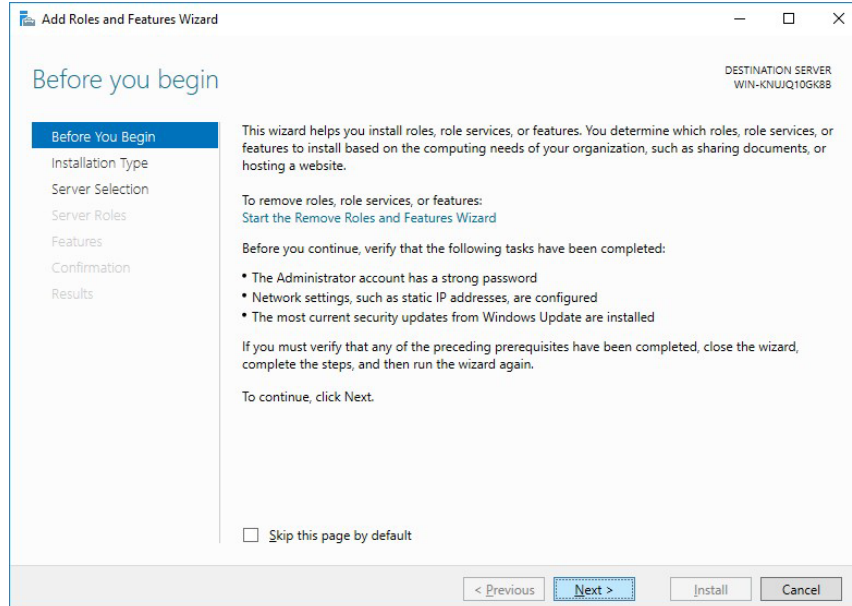 Add Roles and Features Wizard
Before you begin
DESTINATION SERVER
WIN-KNUJQ10GK8B
Before You Begin
Installation Type
Server Selection
Server Roles
Features
Confirmation
Results
This wizard helps you install roles, role services, or features. You determine which roles, role services, or
features to install based on the computing needs of your organization, such as sharing documents, or
hosting a website.
To remove roles, role services, or features:
Start the Remove Roles and Features Wizard
Before you continue, verify that the following tasks have been completed:
• The Administrator account has a strong password
• Network settings, such as static IP addresses, are configured
• The most current security updates from Windows Update are installed
If you must verify that any of the preceding prerequisites have been completed, close the wizard,
complete the steps, and then run the wizard again.
To continue, click Next.
Skip this page by default
< Previous
Next >
Install
Cancel